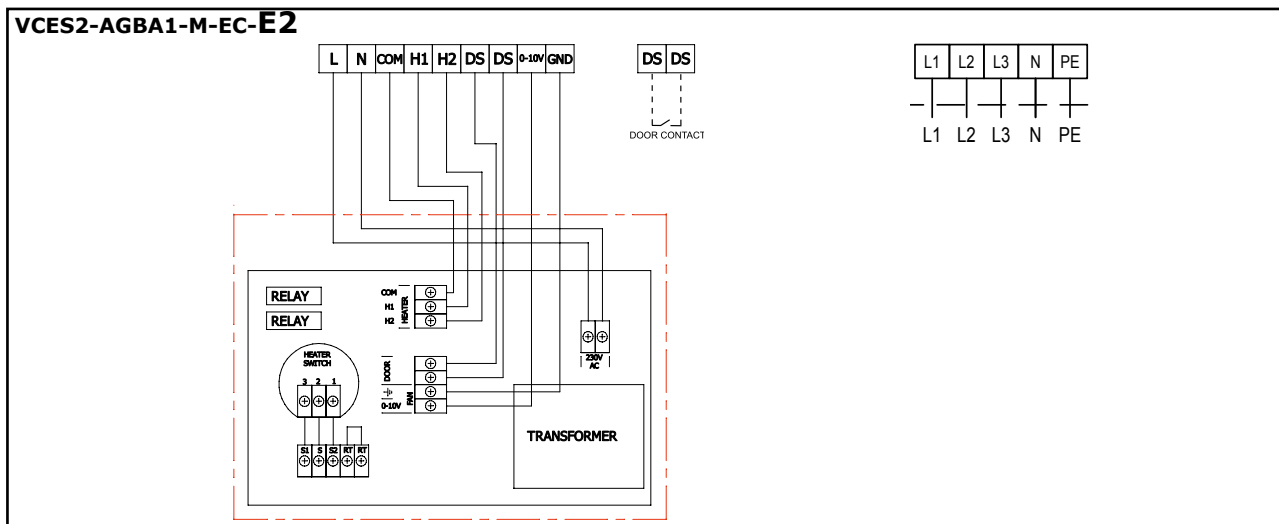 VCES2-AGBA1-M-EC-E2
L N COM H1 H2 DS DS 0-10V GND
DS DS
DOOR CONTACT
L1 L2 L3 N PE
L1 L2 L3 N PE
RELAY
RELAY
COM
H1
H2
HEATER
HEATER
SWITCH
3 2 1
S1 S S2 RT RT
DOOR
FAN
0-10V
230V
AC
TRANSFORMER